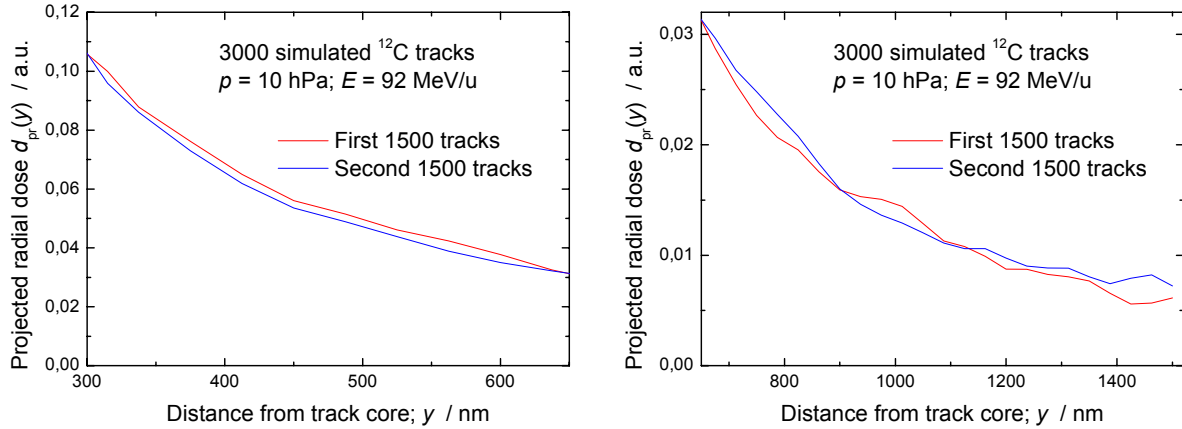 0,12
0,10
0,08
0,06
0,04
0,02
0,00
300
400
500
600
Projected radial dose d_pr(y) / a.u.
Distance from track core; y / nm
3000 simulated ¹²C tracks
p = 10 hPa; E = 92 MeV/u
First 1500 tracks
Second 1500 tracks
0,03
0,02
0,01
0,00
800
1000
1200
1400
Projected radial dose d_pr(y) / a.u.
Distance from track core; y / nm
3000 simulated ¹²C tracks
p = 10 hPa; E = 92 MeV/u
First 1500 tracks
Second 1500 tracks